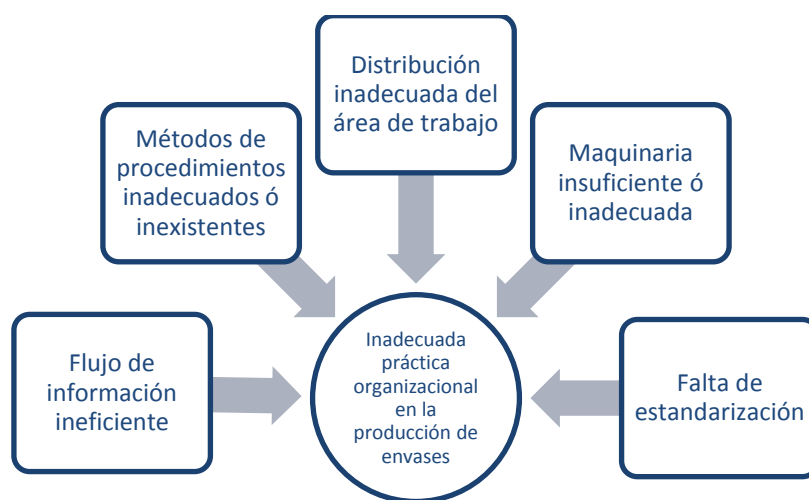 Distribución
inadecuada del
área de trabajo
Métodos de
procedimientos
inadecuados ó
inexistentes
Maquinaria
insuficiente ó
inadecuada
Flujo de
información
ineficiente
Inadecuada
práctica
organizacional
en la
producción de
envases
Falta de
estandarización